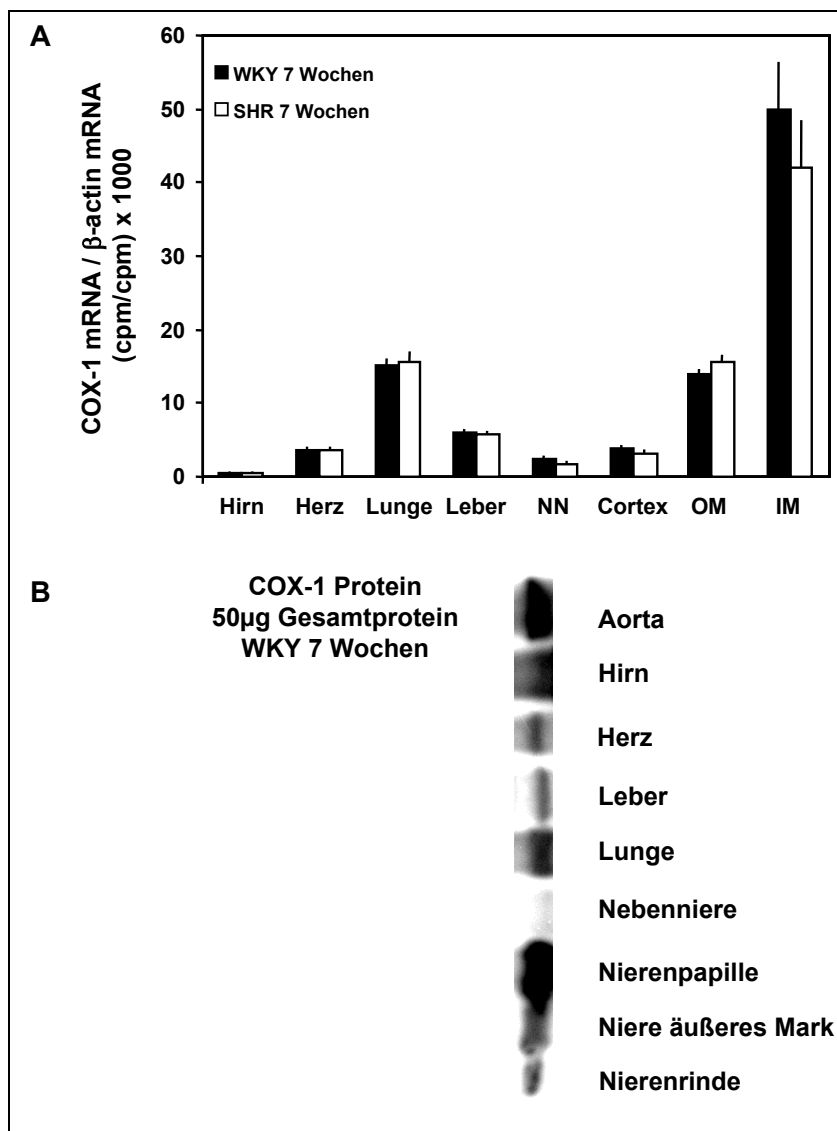 A
COX-1 mRNA / β-actin mRNA
(cpm/cpm) x 1000
60
50
40
30
20
10
0
WKY 7 Wochen
SHR 7 Wochen
Hirn Herz Lunge Leber NN Cortex OM IM
B
COX-1 Protein
50µg Gesamtprotein
WKY 7 Wochen
Aorta
Hirn
Herz
Leber
Lunge
Nebenniere
Nierenpapille
Niere äußeres Mark
Nierenrinde